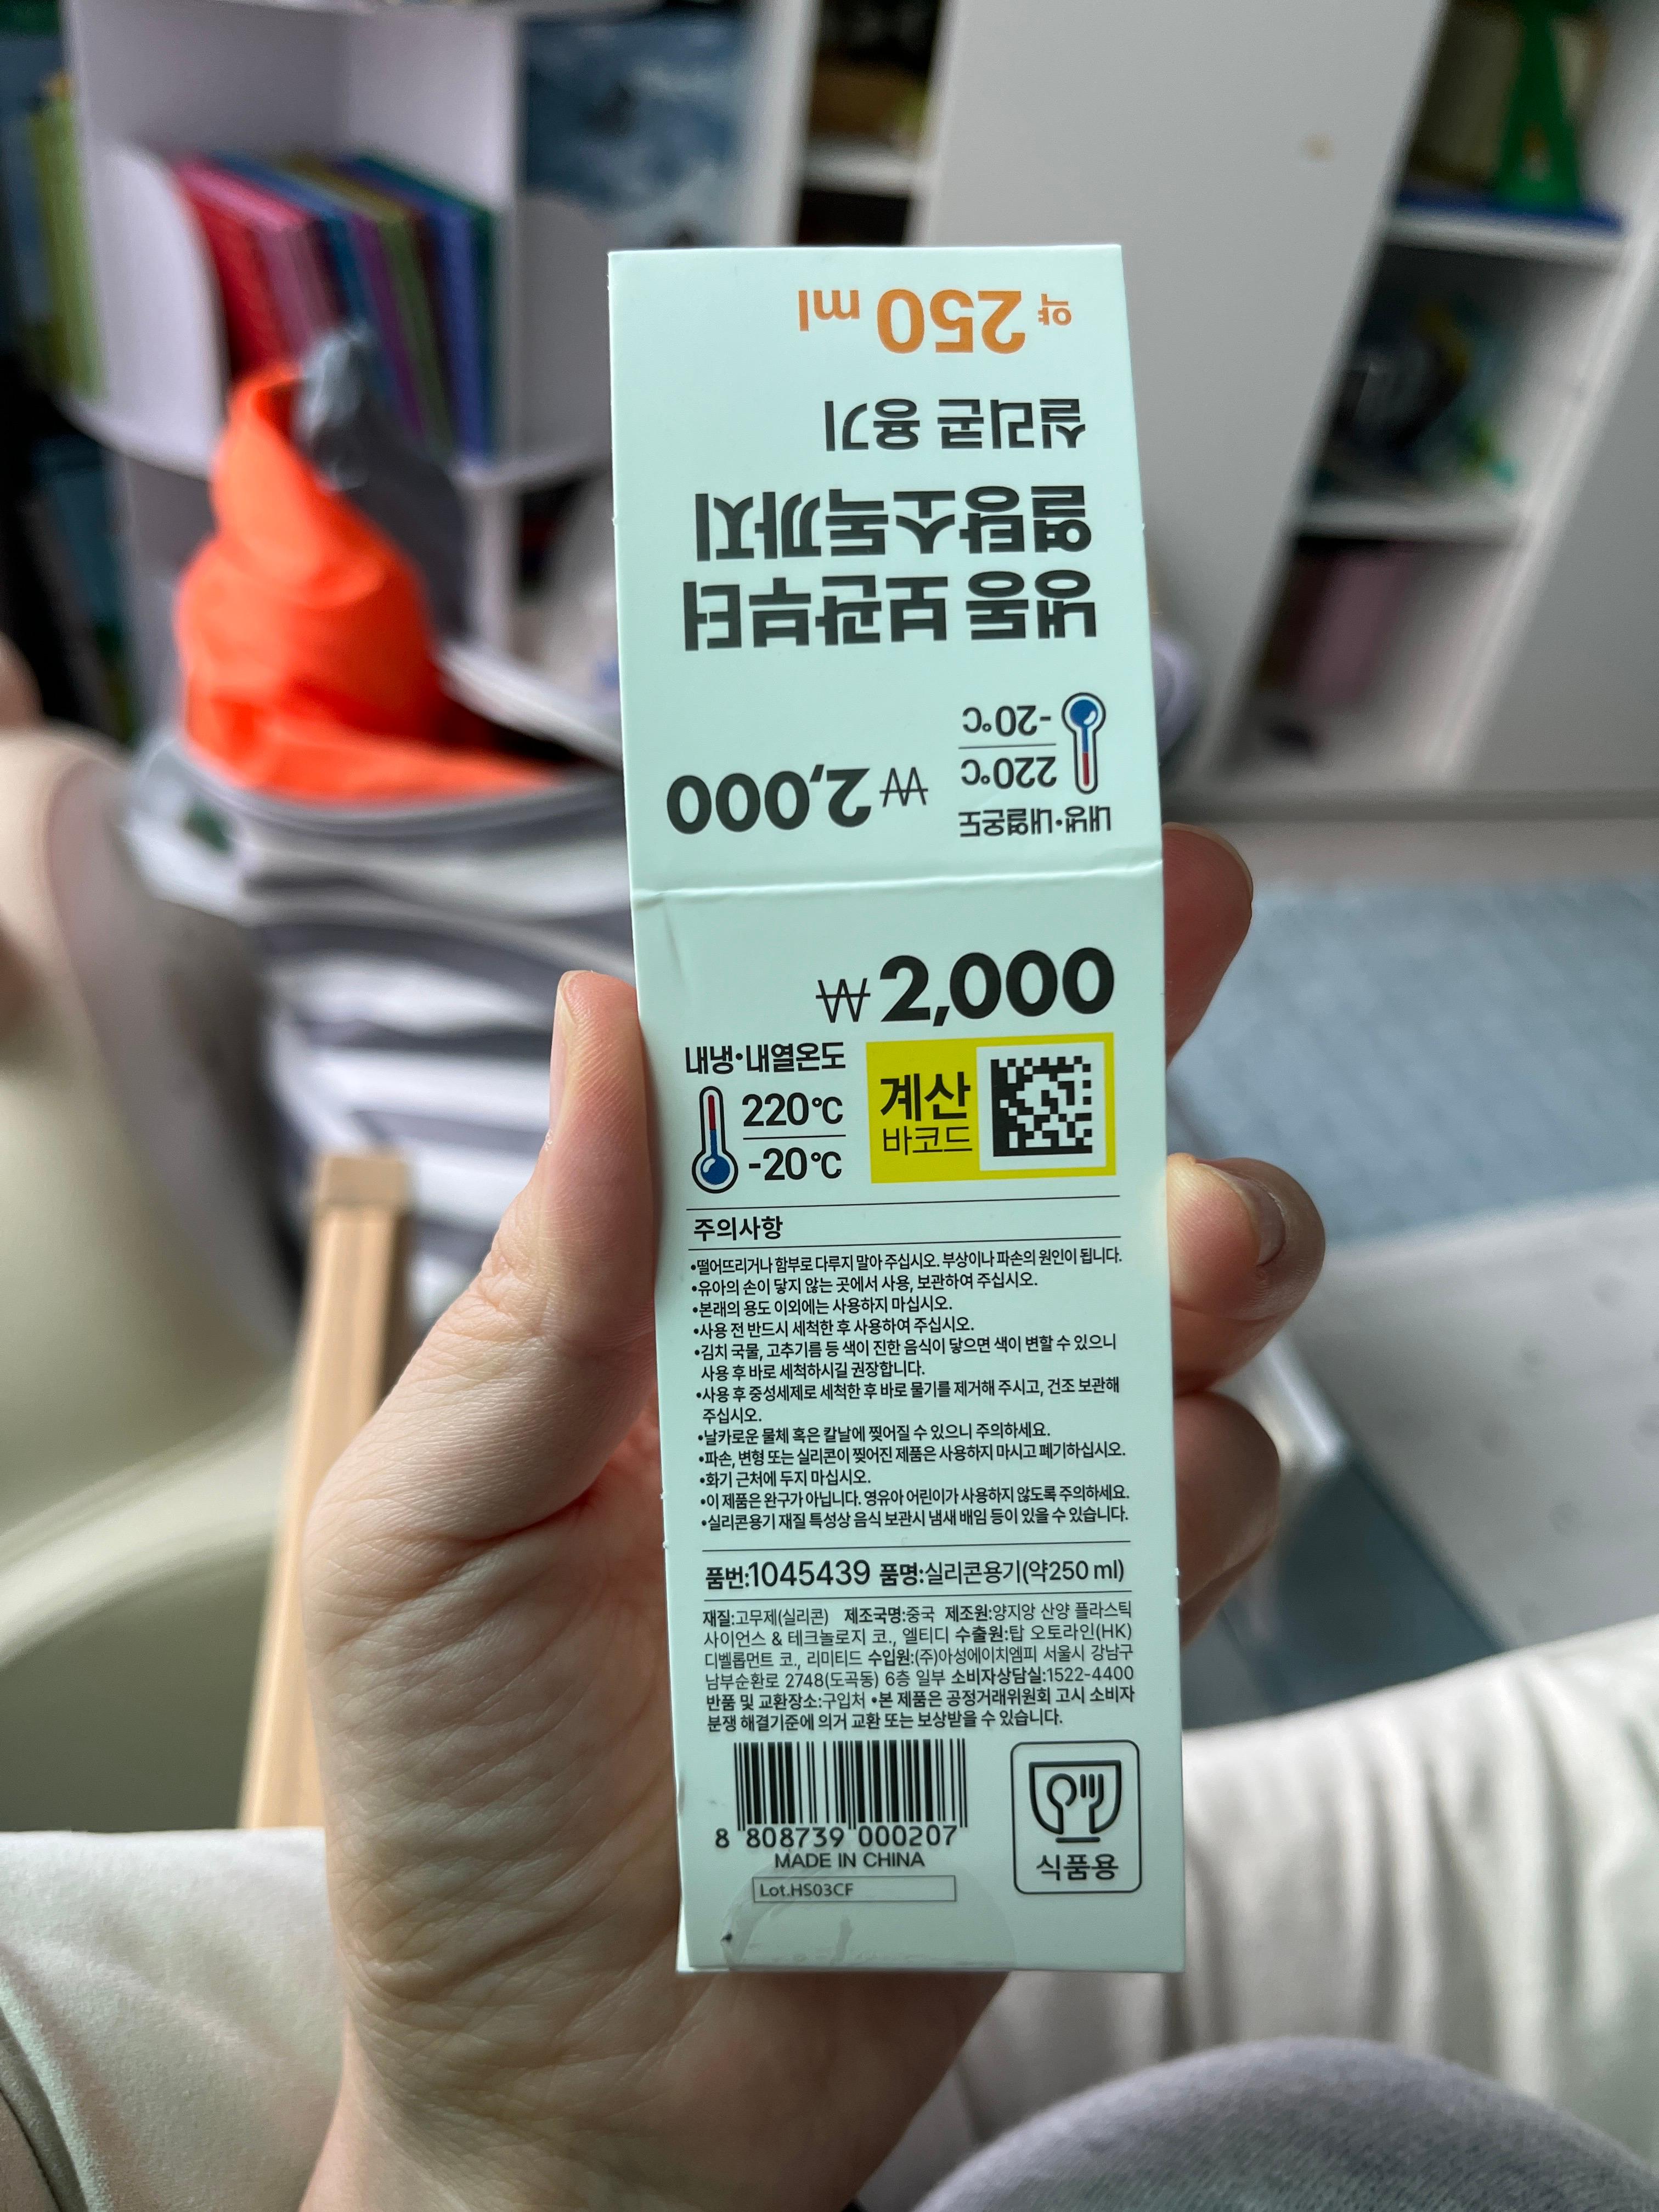 약 250 ml
실리콘 용기
냉동 보관부터
열탕소독까지
내냉•내열온도
220℃
-20℃
₩2,000
₩2,000
내냉•내열온도
220℃
-20℃
계산
바코드
주의사항
•떨어뜨리거나 함부로 다루지 말아 주십시오. 부상이나 파손의 원인이 됩니다.
•유아의 손이 닿지 않는 곳에서 사용, 보관하여 주십시오.
•본래의 용도 이외에는 사용하지 마십시오.
•사용 전 반드시 세척한 후 사용하여 주십시오.
•김치 국물, 고추기름 등 색이 진한 음식이 닿으면 색이 변할 수 있으니
사용 후 바로 세척하시길 권장합니다.
•사용 후 중성세제로 세척한 후 바로 물기를 제거해 주시고, 건조 보관해
주십시오.
•날카로운 물체 혹은 칼날에 찢어질 수 있으니 주의하세요.
•파손, 변형 또는 실리콘이 찢어진 제품은 사용하지 마시고 폐기하십시오.
•화기 근처에 두지 마십시오.
•이 제품은 완구가 아닙니다. 영유아 어린이가 사용하지 않도록 주의하세요.
•실리콘용기 재질 특성상 음식 보관시 냄새 배임 등이 있을 수 있습니다.
품번:1045439 품명:실리콘용기(약250 ml)
재질:고무제(실리콘) 제조국명:중국 제조원:양지앙 산양 플라스틱
사이언스 & 테크놀로지 코., 엘티디 수출원:탑 오토라인(HK)
디벨롭먼트 코., 리미티드 수입원:(주)아성에이치엠피 서울시 강남구
남부순환로 2748(도곡동) 6층 일부 소비자상담실:1522-4400
반품 및 교환장소:구입처 •본 제품은 공정거래위원회 고시 소비자
분쟁 해결기준에 의거 교환 또는 보상받을 수 있습니다.
8 808739 000207
MADE IN CHINA
Lot.HS03CF
식품용